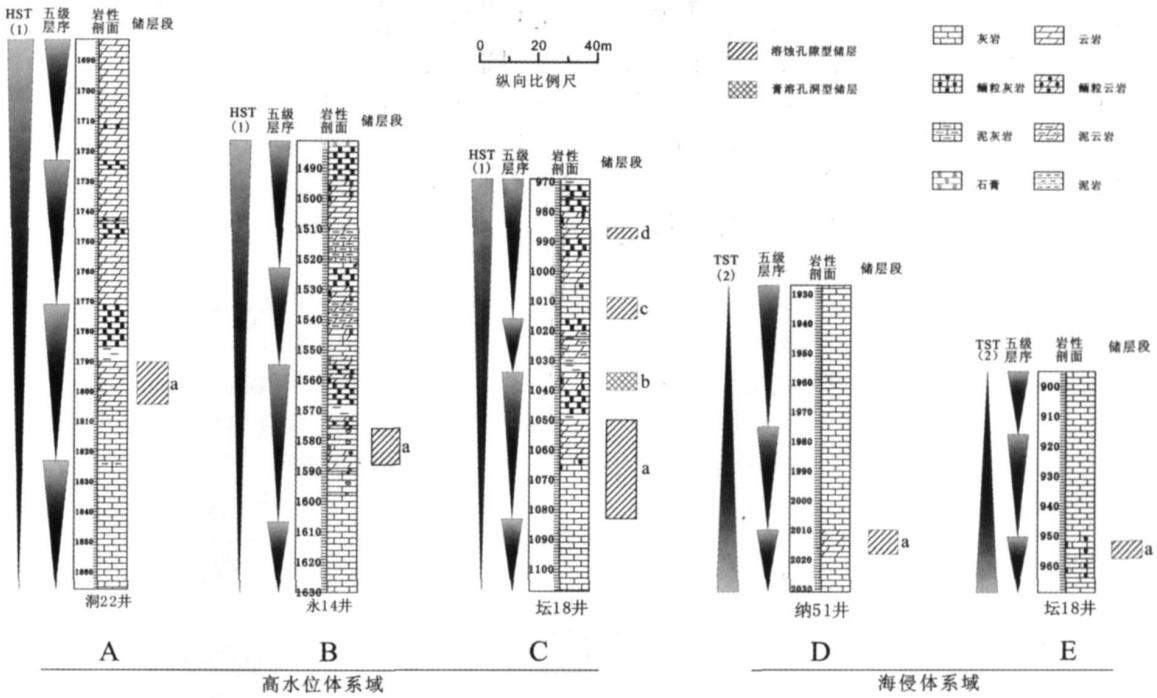 HST
(1)
五级
层序
岩性
剖面
储层段
1690
1700
1710
1720
1730
1740
1750
1760
1770
1780
1790
1800
1810
1820
1830
1840
1850
1860
a
洞22井
A
HST
(1)
五级
层序
岩性
剖面
储层段
1490
1500
1510
1520
1530
1540
1550
1560
1570
1580
1590
1600
1610
1620
1630
a
永14井
B
0 20 40m
纵向比例尺
HST
(1)
五级
层序
岩性
剖面
储层段
970
980
990
1000
1010
1020
1030
1040
1050
1060
1070
1080
1090
1100
d
c
b
a
坛18井
C
高水位体系域
溶蚀孔隙型储层
膏溶孔洞型储层
灰岩
云岩
鲕粒灰岩
鲕粒云岩
泥灰岩
泥云岩
石膏
泥岩
TST
(2)
五级
层序
岩性
剖面
储层段
1930
1940
1950
1960
1970
1980
1990
2000
2010
2020
2030
a
纳51井
D
TST
(2)
五级
层序
岩性
剖面
储层段
900
910
920
930
940
950
960
a
坛18井
E
海侵体系域